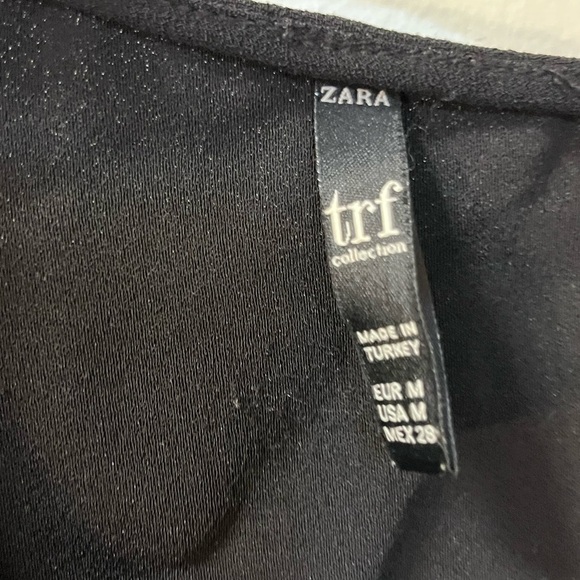 ZARA
trf
collection
MADE IN
TURKEY
EUR M
USA M
MEX 28